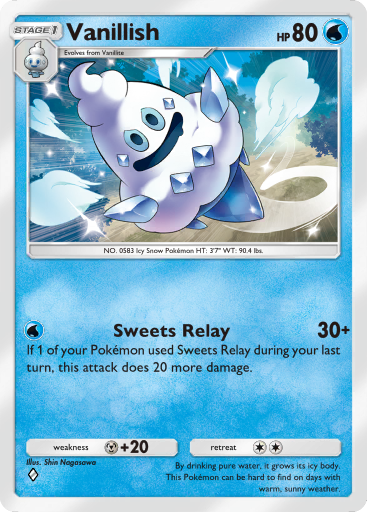 STAGE 1 Vanillish HP 80
Evolves from Vanillite
NO. 0583 Icy Snow Pokémon HT: 3'7" WT: 90.4 lbs.
Sweets Relay 30+
If 1 of your Pokémon used Sweets Relay during your last
turn, this attack does 20 more damage.
weakness +20 retreat
Illus. Shin Nagasawa
By drinking pure water, it grows its icy body.
This Pokémon can be hard to find on days with
warm, sunny weather.